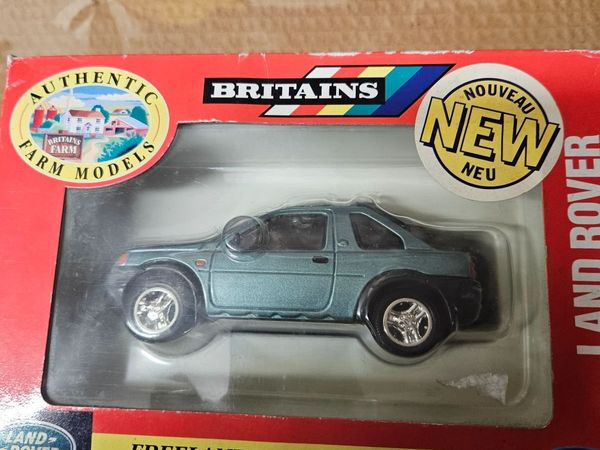 AUTHENTIC
BRITAINS
FARM
FARM MODELS
BRITAINS
NOUVEAU
NEW
NEU
LAND ROVER
LAND-
ROVER